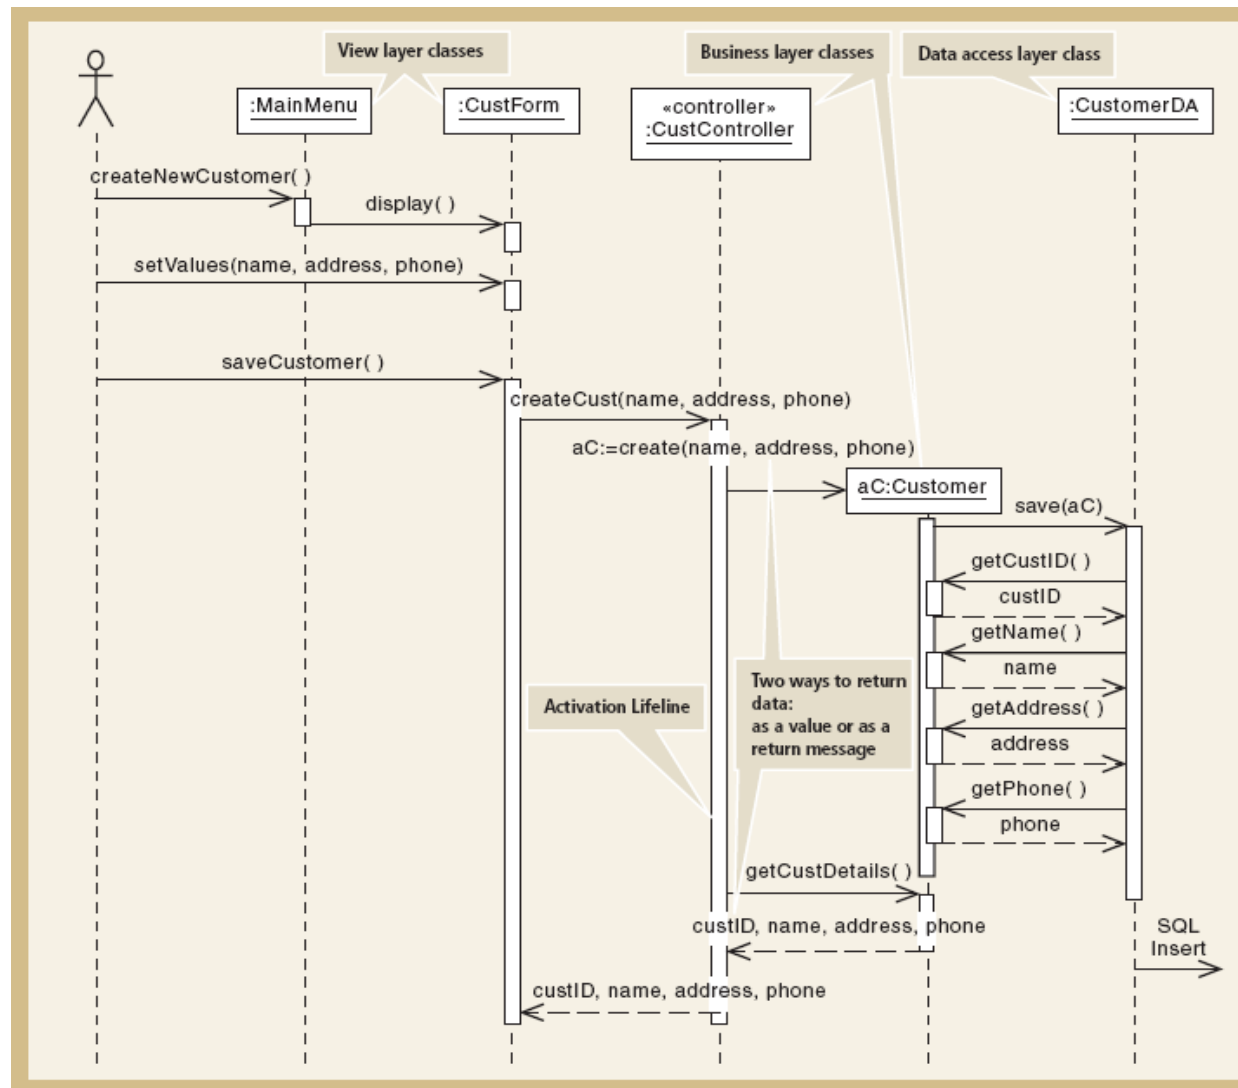 View layer classes
Business layer classes
Data access layer class
:MainMenu
:CustForm
«controller»
:CustController
:CustomerDA
createNewCustomer( )
display( )
setValues(name, address, phone)
saveCustomer( )
createCust(name, address, phone)
aC:=create(name, address, phone)
aC:Customer
save(aC)
getCustID( )
custID
getName( )
name
Two ways to return
data:
as a value or as a
return message
Activation Lifeline
getAddress( )
address
getPhone( )
phone
getCustDetails( )
custID, name, address, phone
SQL
Insert
custID, name, address, phone